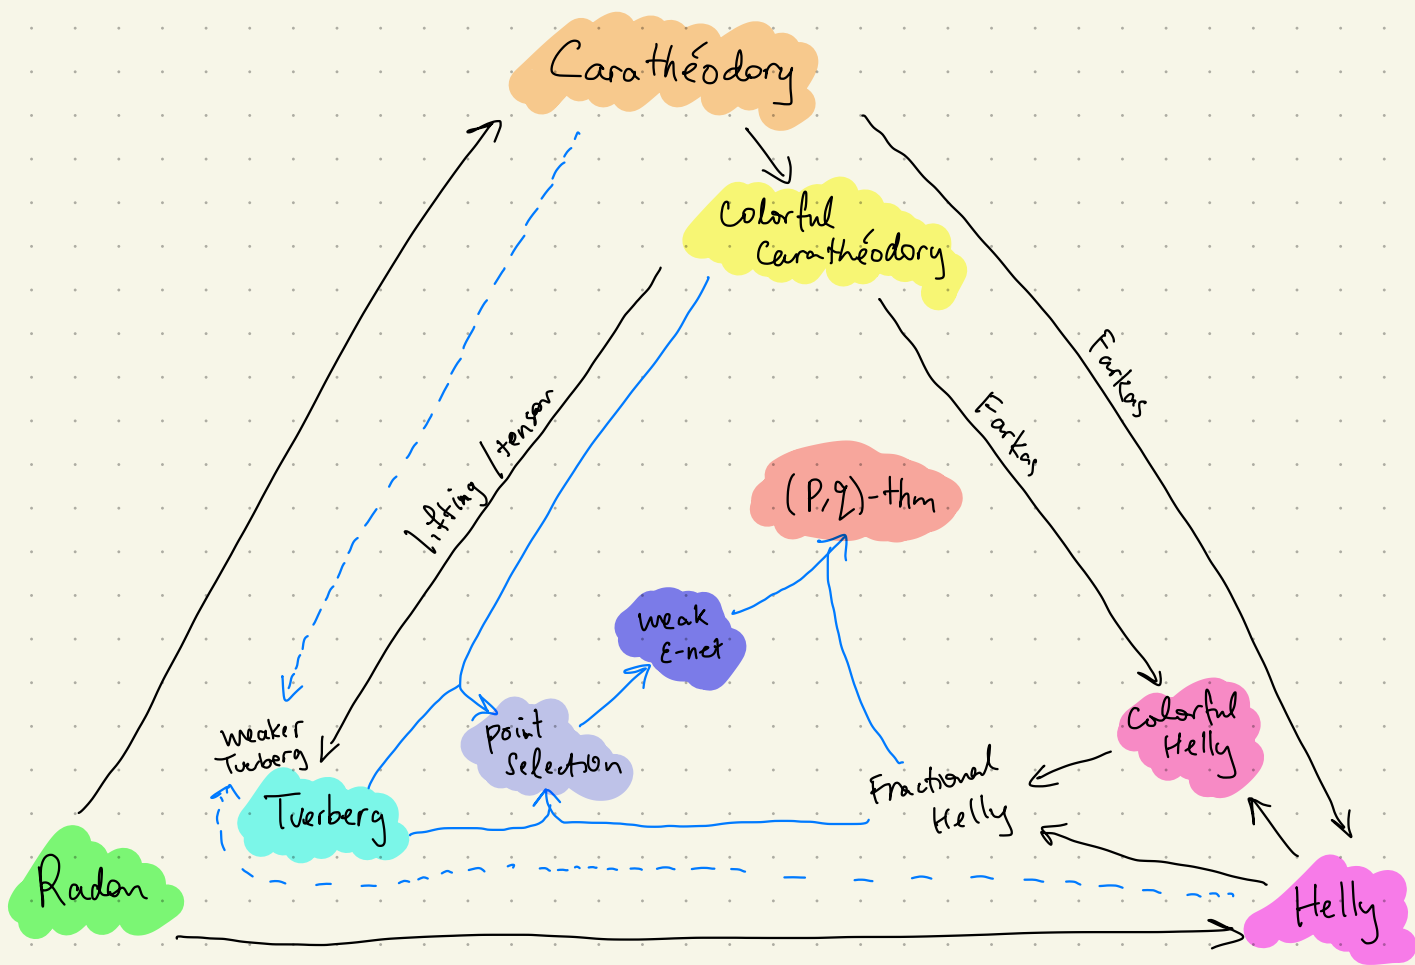 Carathéodory
Colorful
Carathéodory
Farkas
Farkas
lifting/tensor
(P,q)-thm
weak
ε-net
point
Selection
Colorful
Helly
weaker
Tverberg
Tverberg
Fractional
Helly
Radon
Helly